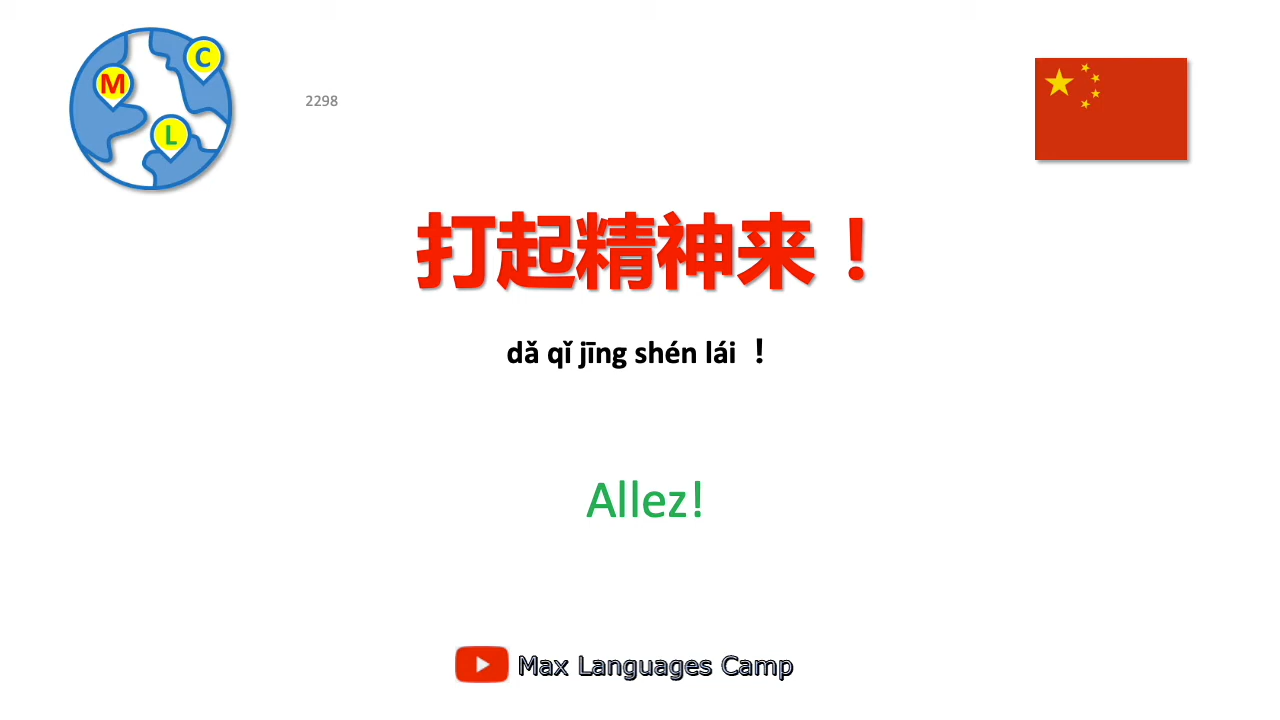 M
C
L
2298
打起精神来！
dǎ qǐ jīng shén lái ！
Allez!
Max Languages Camp